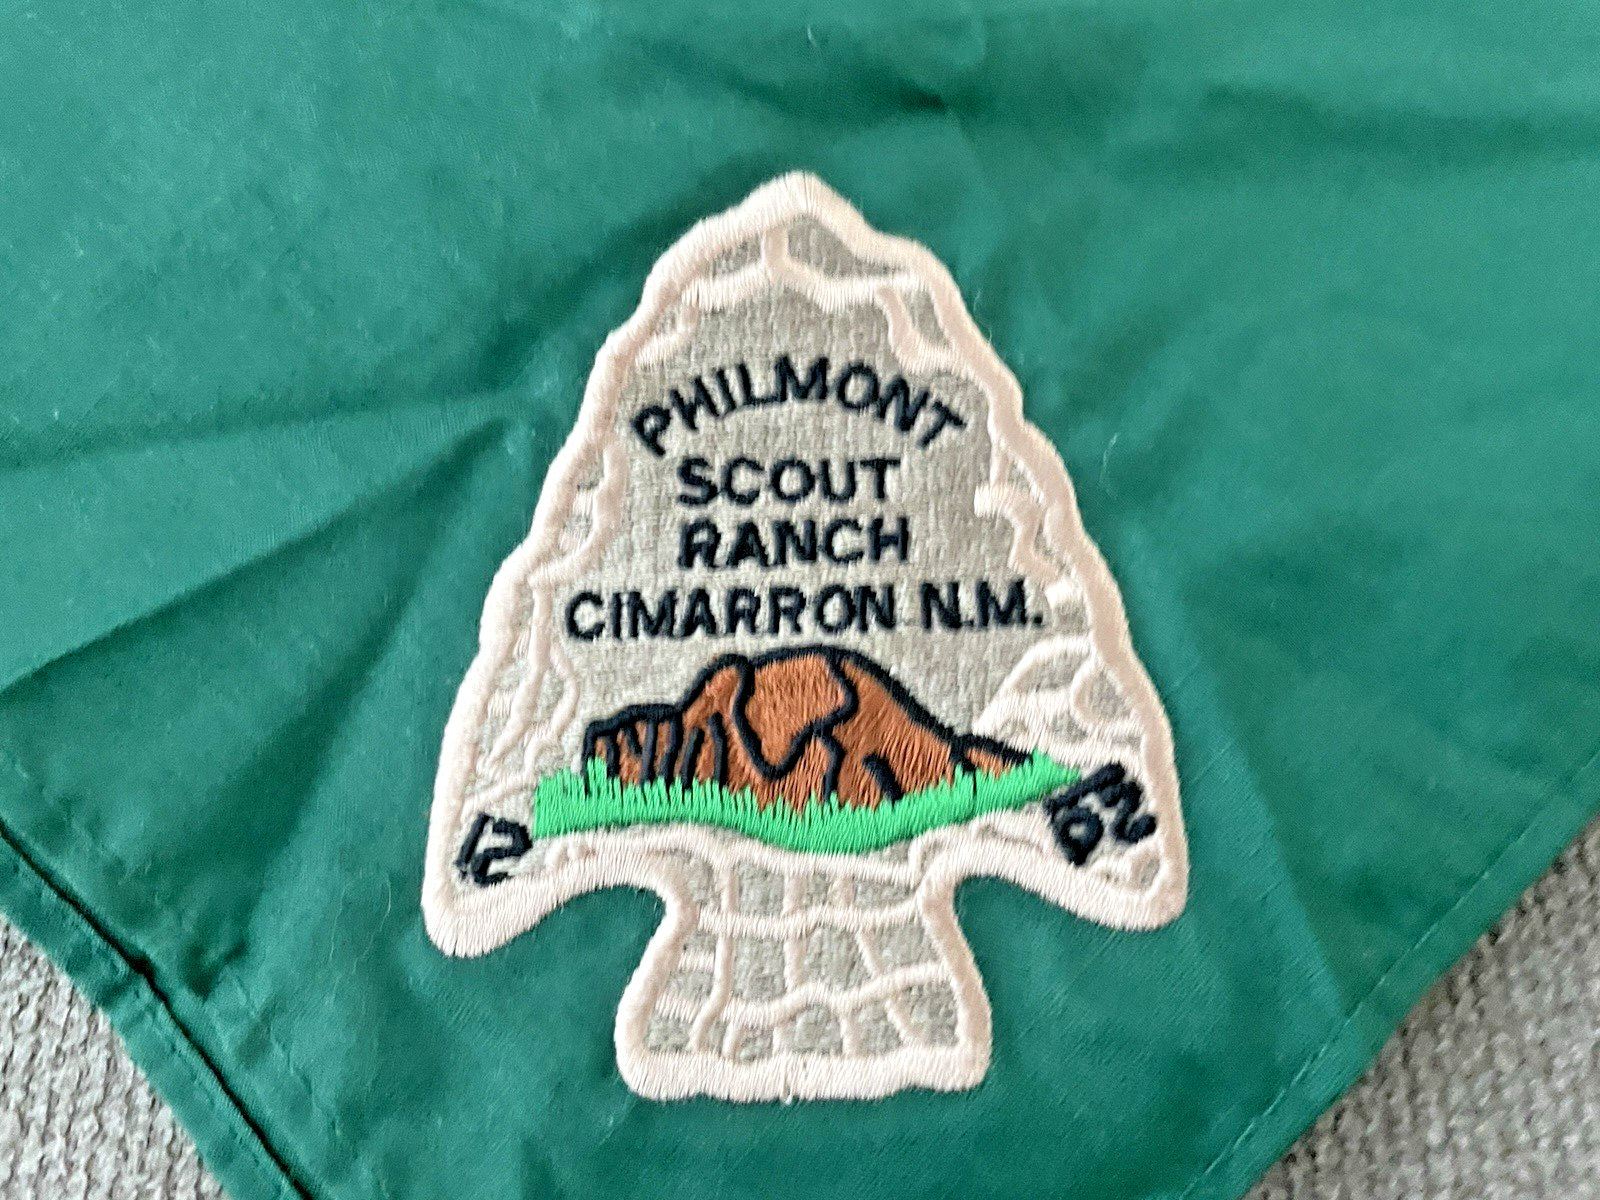 PHILMONT
SCOUT
RANCH
CIMARRON N.M.